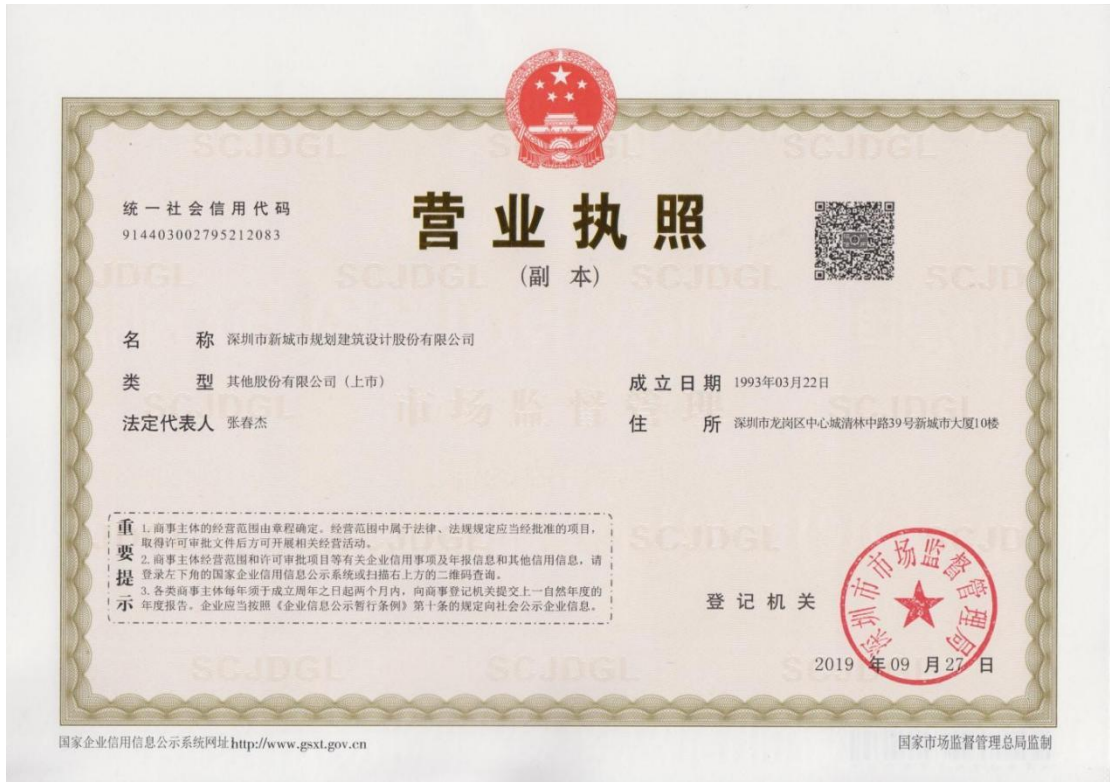 统一社会信用代码
914403002795212083
营业执照
(副 本)
名 称 深圳市新城市规划建筑设计股份有限公司
类 型 其他股份有限公司(上市)
成立日期 1993年03月22日
法定代表人 张春杰
住 所 深圳市龙岗区中心城清林中路39号新城市大厦10楼
重要提示
1.商事主体的经营范围由章程确定。经营范围中属于法律、法规规定应当经批准的项目,
取得许可审批文件后方可开展相关经营活动。
2.商事主体经营范围和许可审批项目等有关企业信用事项及年报信息和其他信用信息,请
登录左下角的国家企业信用信息公示系统或扫描右上方的二维码查询。
3.各类商事主体每年须于成立周年之日起两个月内,向商事登记机关提交上一自然年度的
年度报告。企业应当按照《企业信息公示暂行条例》第十条的规定向社会公示企业信息。
登记机关
深圳市市场监督管理局
2019 年 09 月 27 日
国家企业信用信息公示系统网址http://www.gsxt.gov.cn
国家市场监督管理总局监制
SCJDGL
市场监督管理